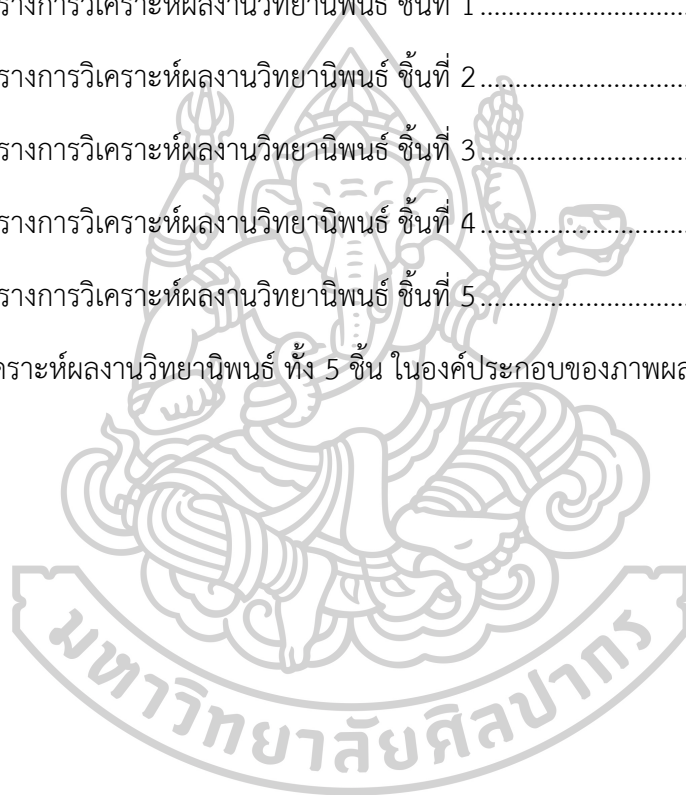 รางการวิเคราะห์ผลงานวิทยานิพนธ์ ชิ้นที่ 1..............................
รางการวิเคราะห์ผลงานวิทยานิพนธ์ ชิ้นที่ 2..............................
รางการวิเคราะห์ผลงานวิทยานิพนธ์ ชิ้นที่ 3..............................
รางการวิเคราะห์ผลงานวิทยานิพนธ์ ชิ้นที่ 4..............................
รางการวิเคราะห์ผลงานวิทยานิพนธ์ ชิ้นที่ 5..............................
คราะห์ผลงานวิทยานิพนธ์ ทั้ง 5 ชิ้น ในองค์ประกอบของภาพผล
มหาวิทยาลัยศิลปากร